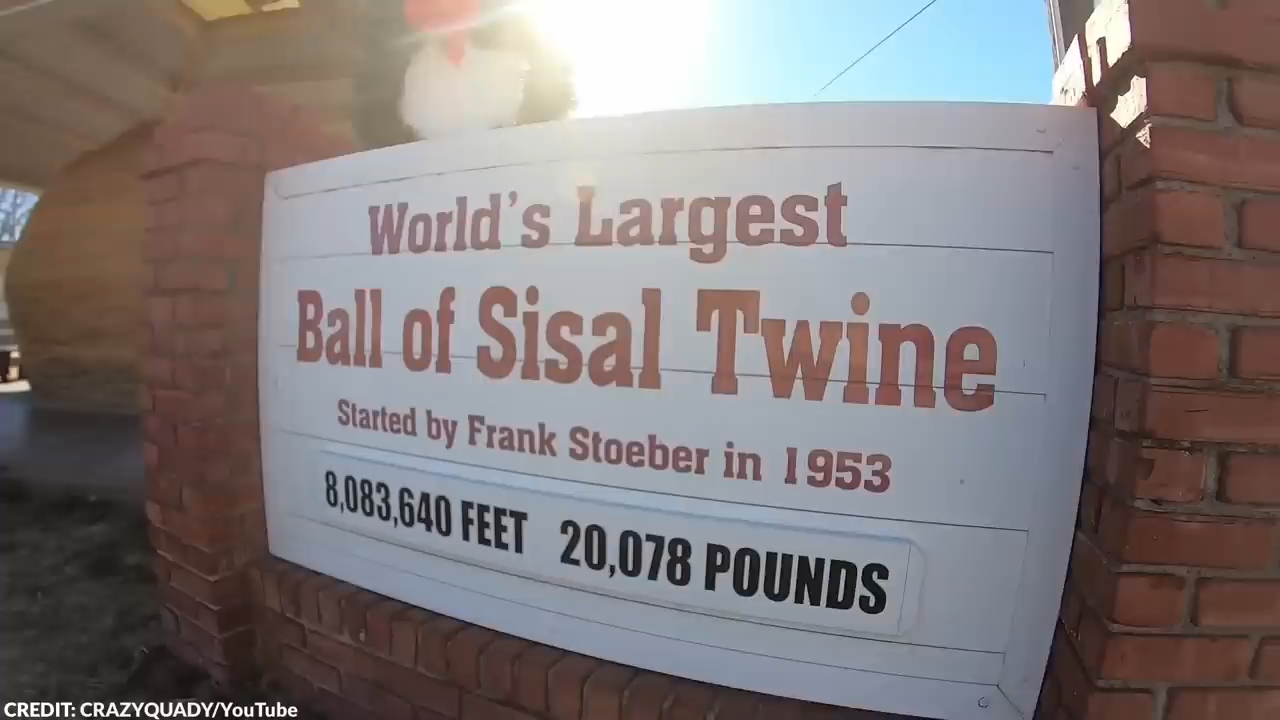 World's Largest
Ball of Sisal Twine
Started by Frank Stoeber in 1953
8,083,640 FEET 20,078 POUNDS
CREDIT: CRAZYQUADY/YouTube